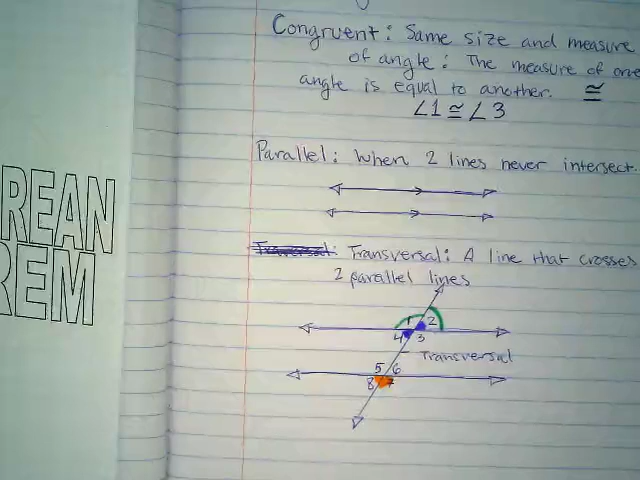 REAN
REM
Congruent: Same size and measure
of angle: The measure of one
angle is equal to another. ≅
∠1 ≅ ∠3
Parallel: When 2 lines never intersect.
: Transversal: A line that crosses
2 parallel lines
1 2
4 3
Transversal
5 6
8 7